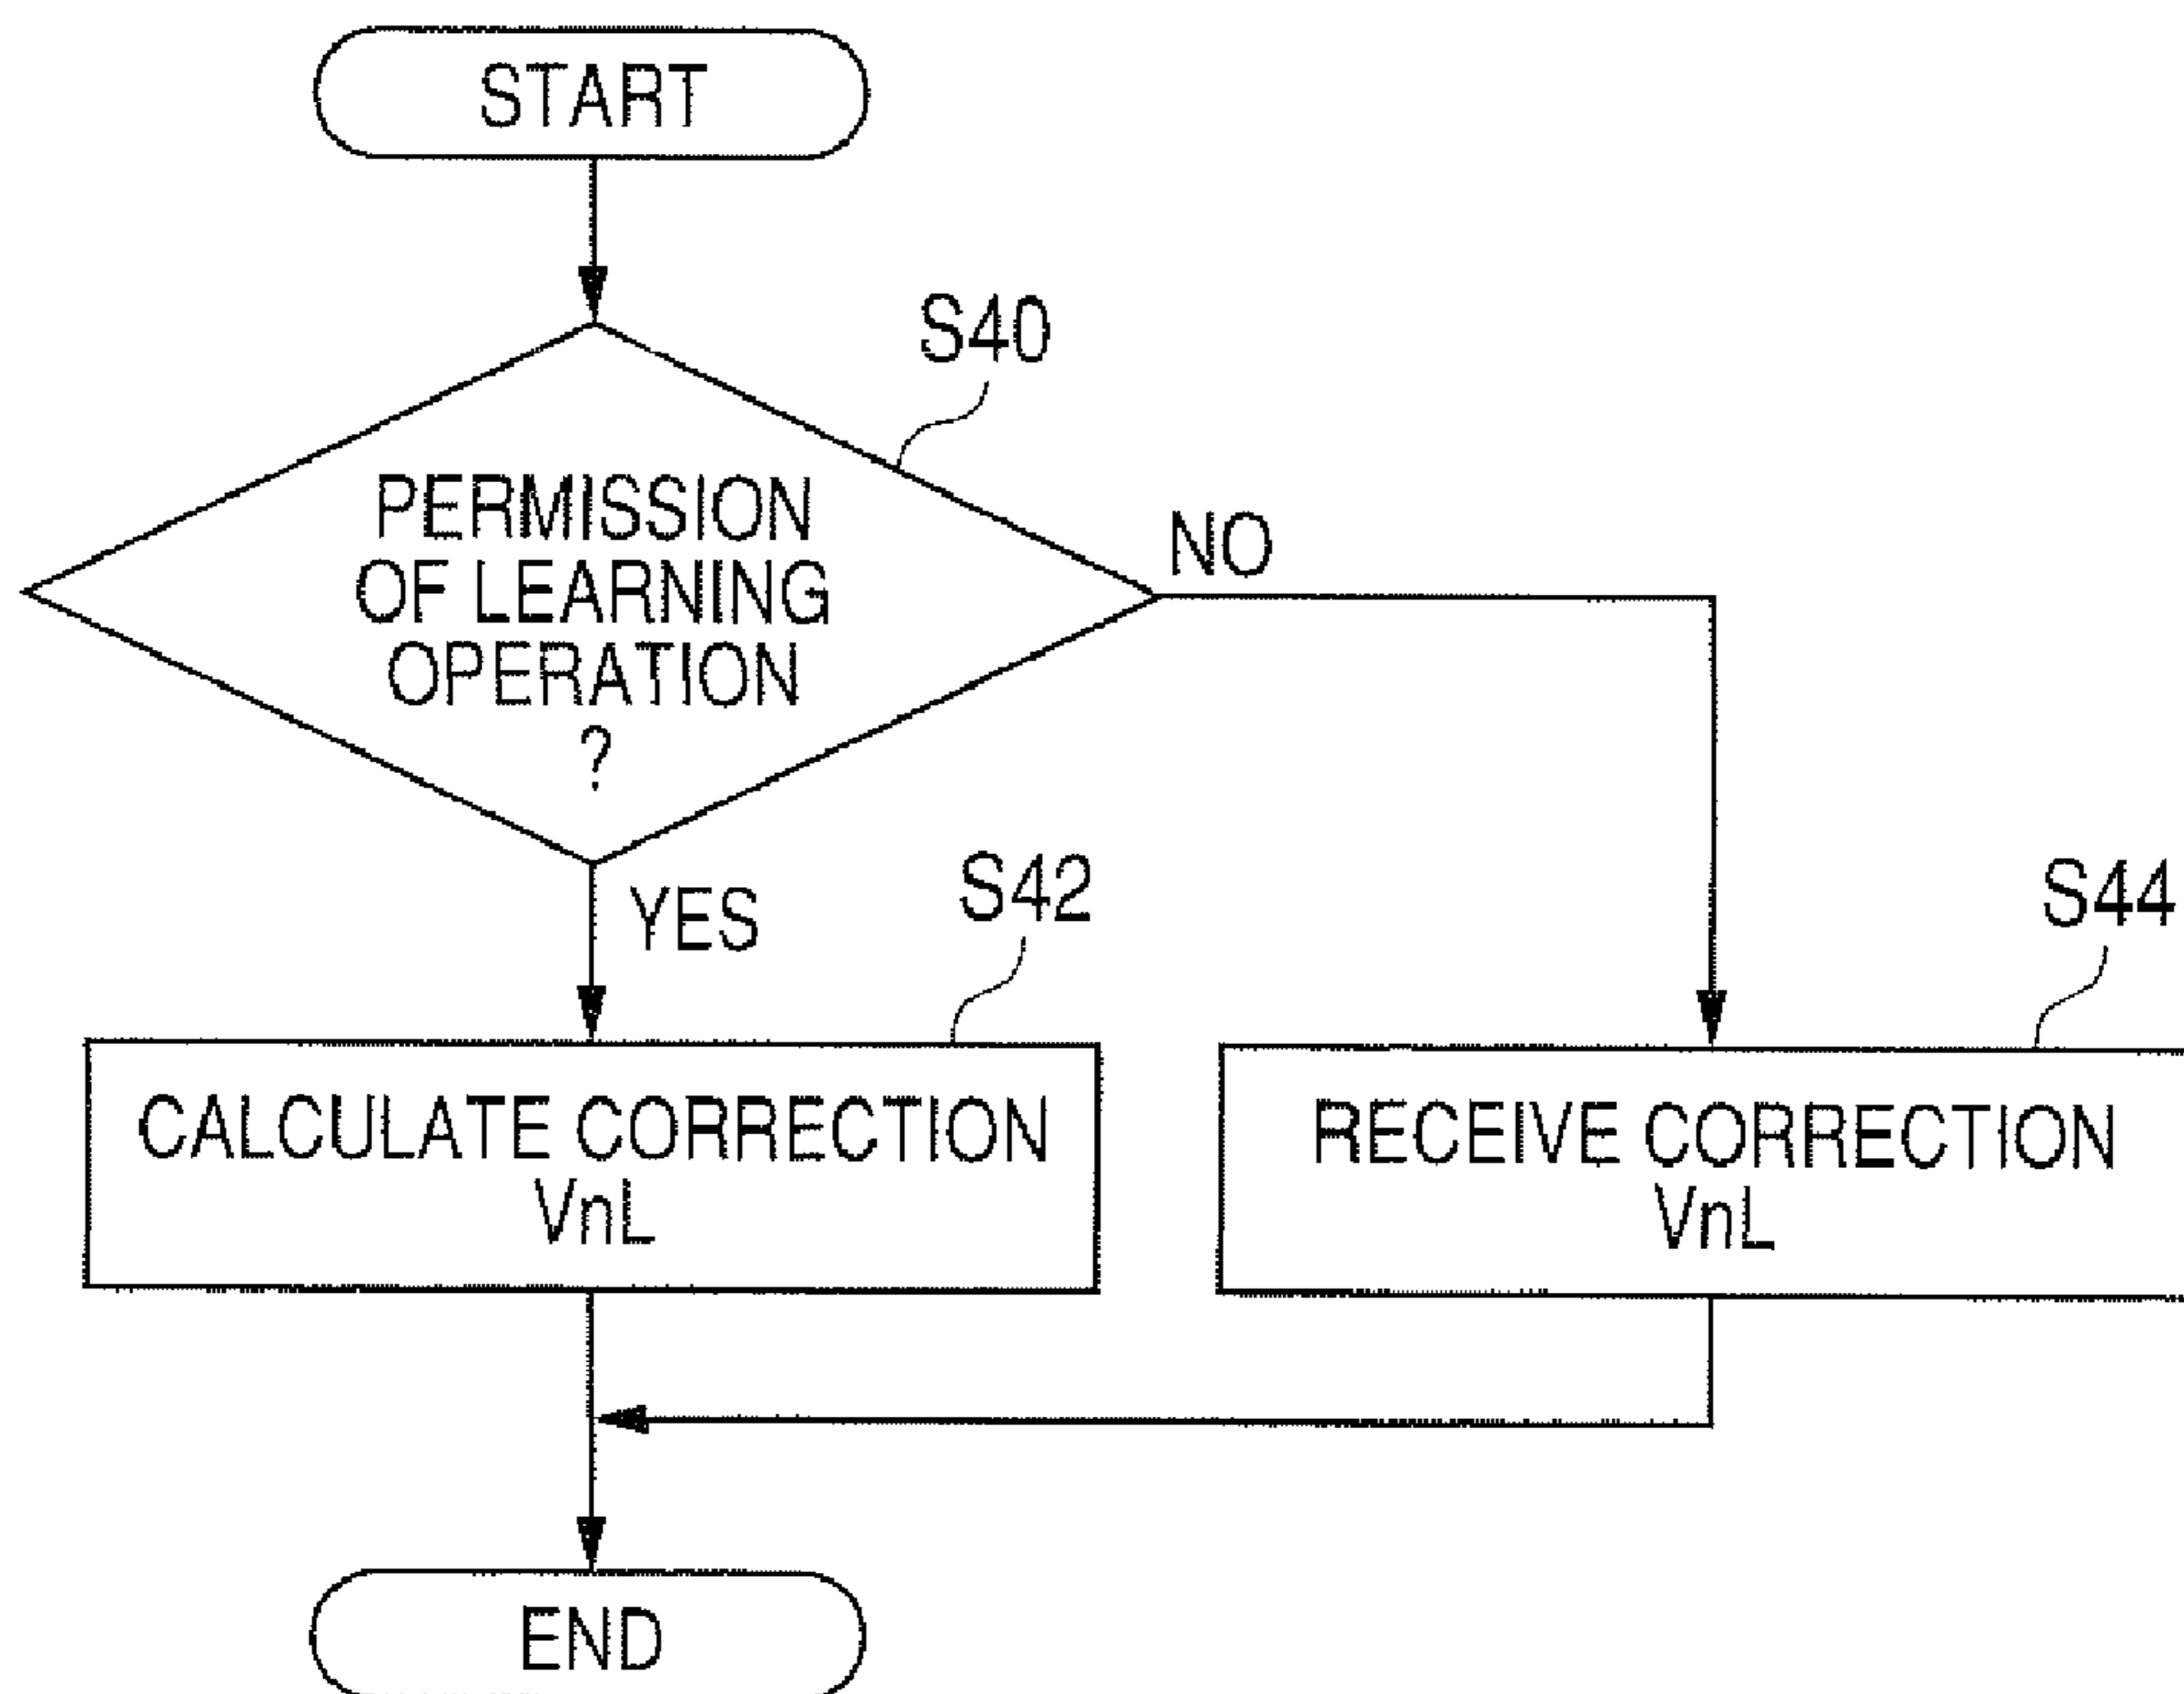 START
S40
PERMISSION
OF LEARNING
OPERATION
?
NO
YES
S42
S44
CALCULATE CORRECTION
VnL
RECEIVE CORRECTION
VnL
END